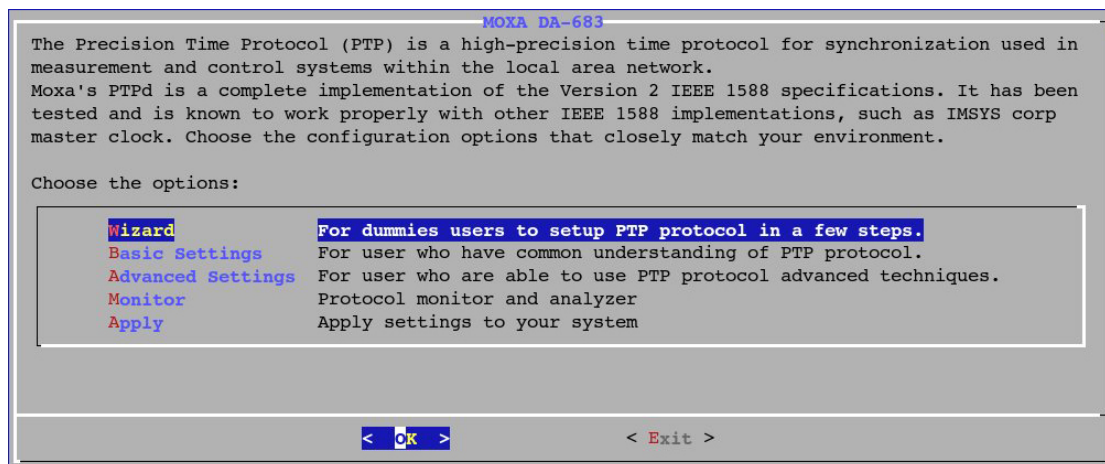 MOXA DA-683
The Precision Time Protocol (PTP) is a high-precision time protocol for synchronization used in
measurement and control systems within the local area network.
Moxa's PTPd is a complete implementation of the Version 2 IEEE 1588 specifications. It has been
tested and is known to work properly with other IEEE 1588 implementations, such as IMSYS corp
master clock. Choose the configuration options that closely match your environment.
Choose the options:
Wizard For dummies users to setup PTP protocol in a few steps.
Basic Settings For user who have common understanding of PTP protocol.
Advanced Settings For user who are able to use PTP protocol advanced techniques.
Monitor Protocol monitor and analyzer
Apply Apply settings to your system
< OK > < Exit >